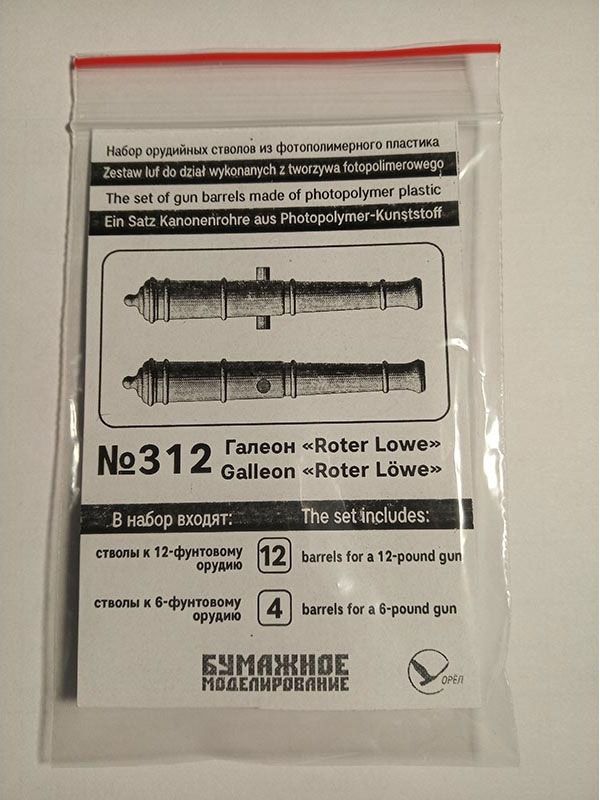 Набор орудийных стволов из фотополимерного пластика
Zestaw luf do dział wykonanych z tworzywa fotopolimerowego
The set of gun barrels made of photopolymer plastic
Ein Satz Kanonenrohre aus Photopolymer-Kunststoff
№312
Галеон «Roter Lowe»
Galleon «Roter Löwe»
В набор входят: The set includes:
стволы к 12-фунтовому
орудию
12 barrels for a 12-pound gun
стволы к 6-фунтовому
орудию
4 barrels for a 6-pound gun
БУМАЖНОЕ
МОДЕЛИРОВАНИЕ
ОРЁЛ